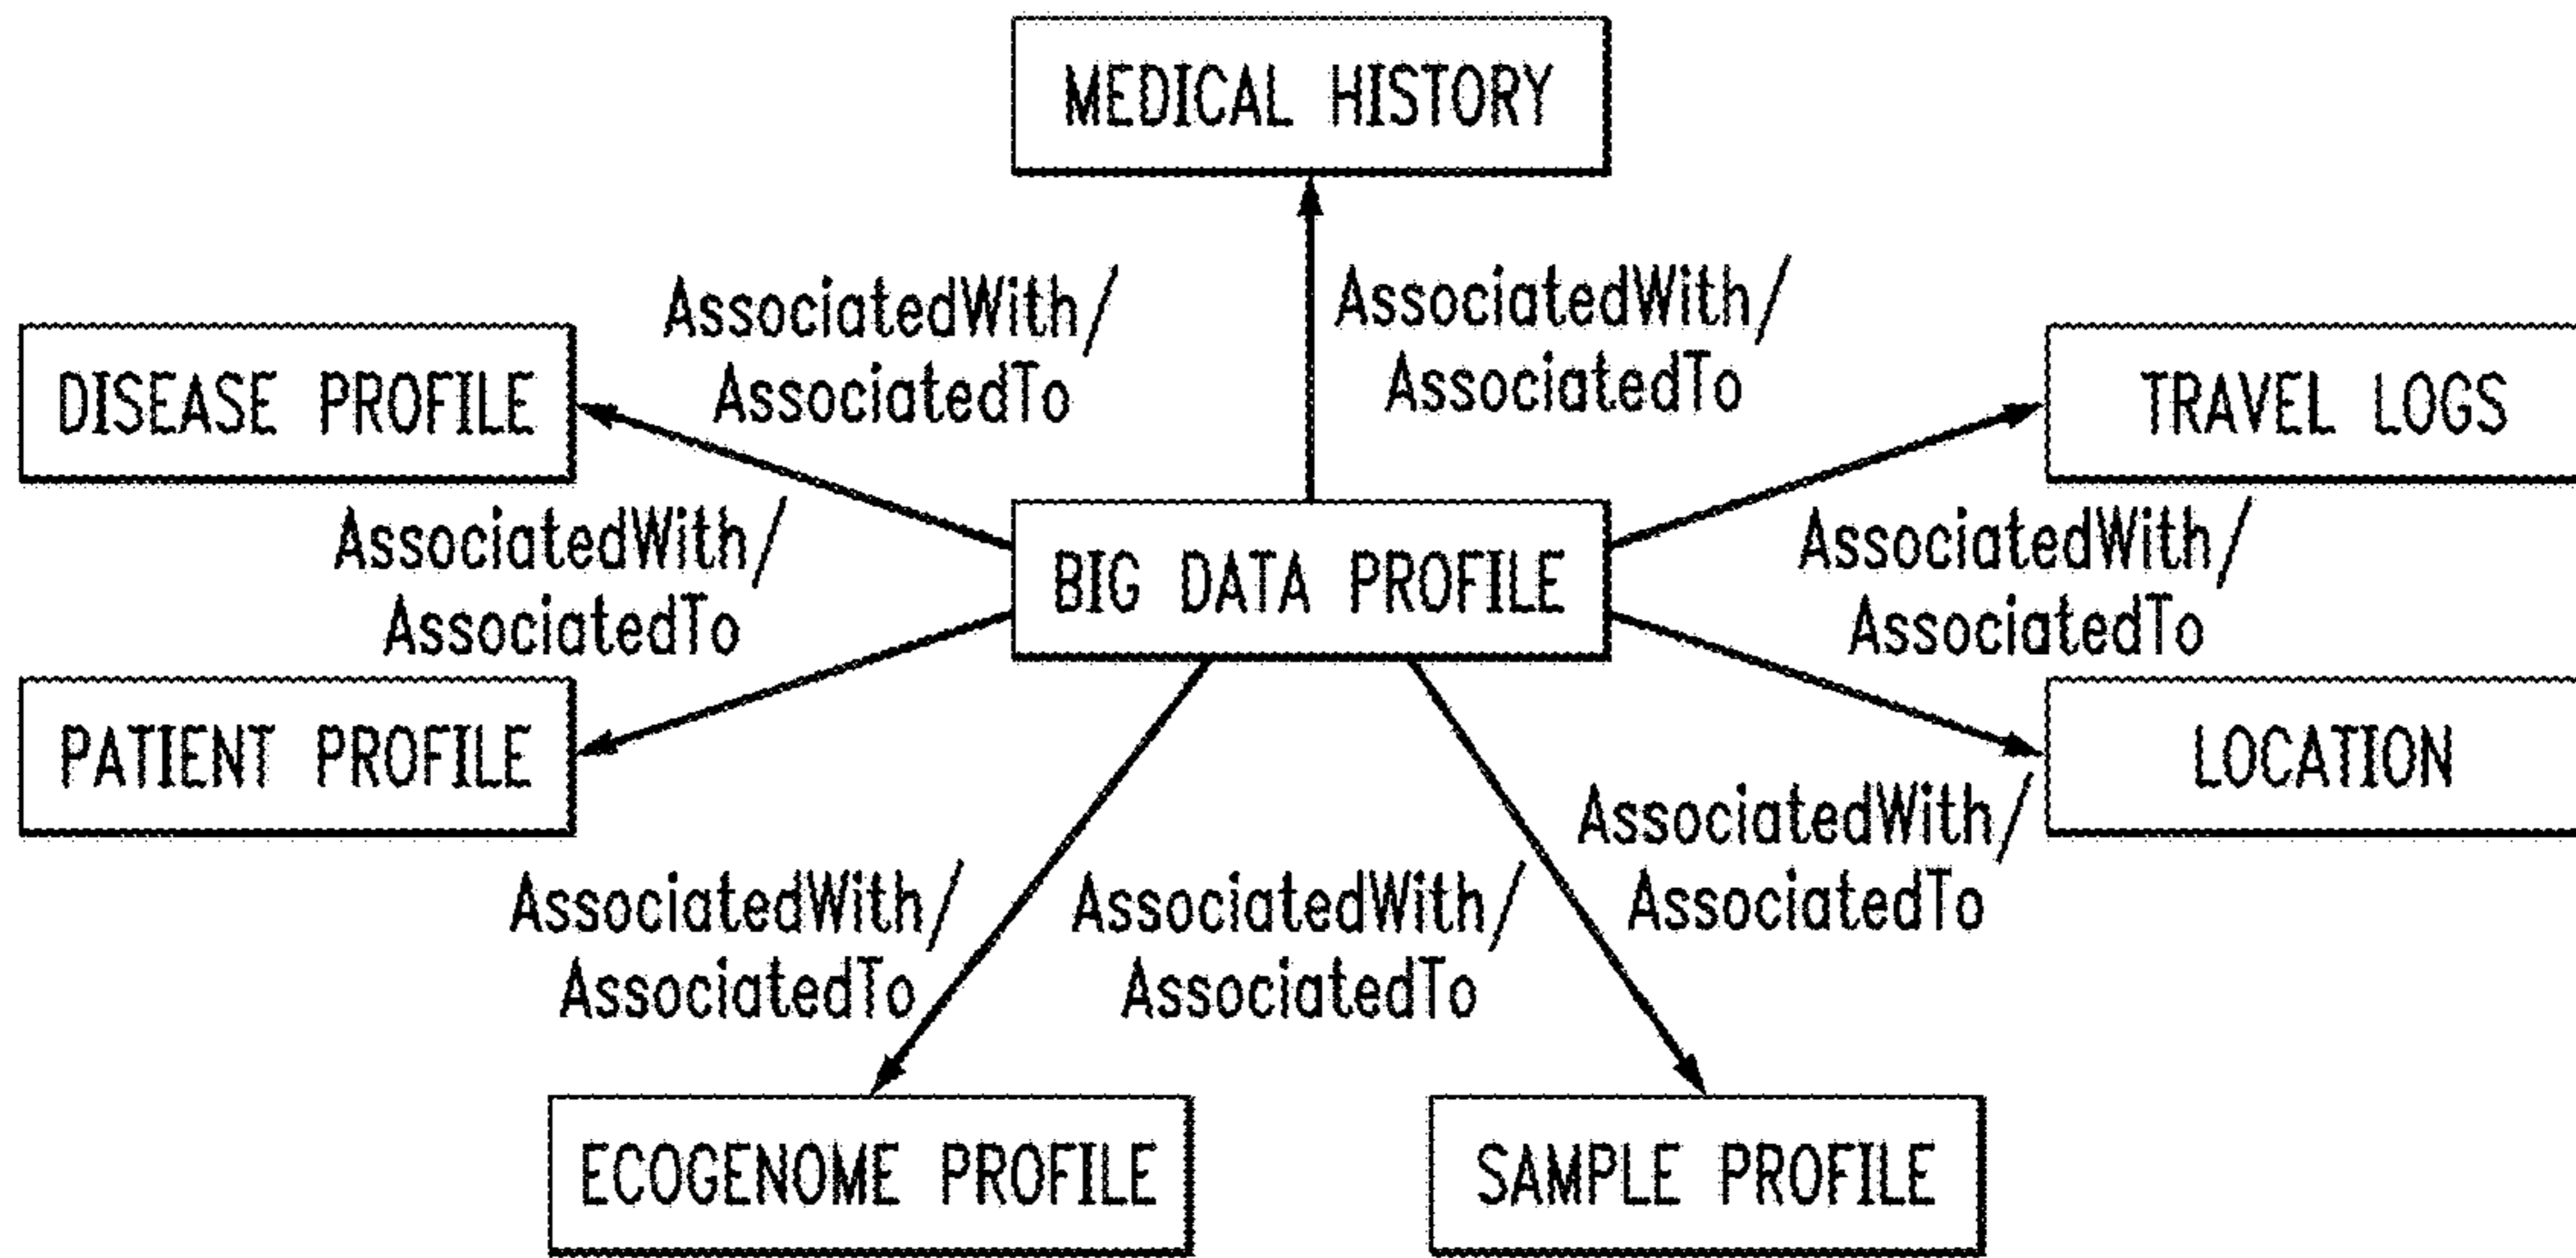 MEDICAL HISTORY
AssociatedWith/
AssociatedTo
AssociatedWith/
AssociatedTo
DISEASE PROFILE
TRAVEL LOGS
AssociatedWith/
AssociatedTo
BIG DATA PROFILE
AssociatedWith/
AssociatedTo
PATIENT PROFILE
LOCATION
AssociatedWith/
AssociatedTo
AssociatedWith/
AssociatedTo
AssociatedWith/
AssociatedTo
ECOGENOME PROFILE
SAMPLE PROFILE